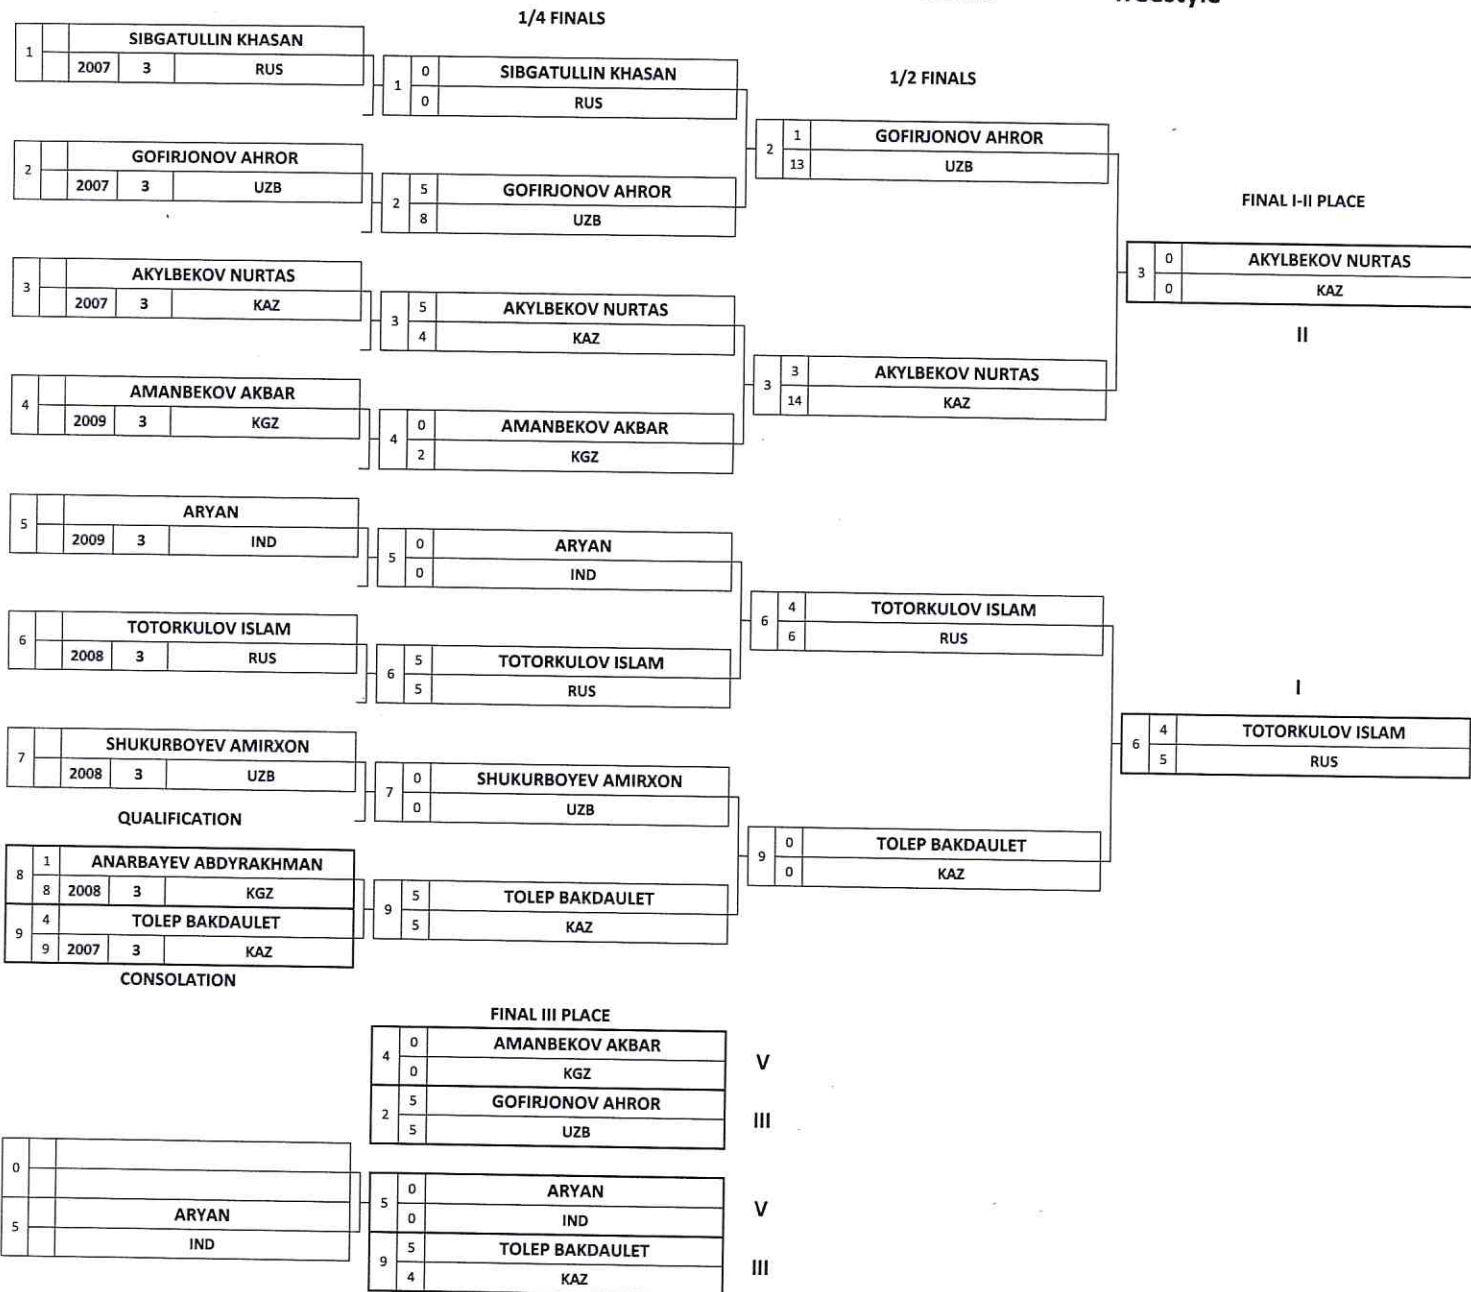 freestyle
1/4 FINALS
1 SIBGATULLIN KHASAN
2007 3 RUS
1 0 SIBGATULLIN KHASAN
0 RUS
1/2 FINALS
2 GOFIRJONOV AHROR
2007 3 UZB
2 5 GOFIRJONOV AHROR
8 UZB
2 1 GOFIRJONOV AHROR
13 UZB
FINAL I-II PLACE
3 AKYLBEKOV NURTAS
2007 3 KAZ
3 5 AKYLBEKOV NURTAS
4 KAZ
3 0 AKYLBEKOV NURTAS
0 KAZ
II
4 AMANBEKOV AKBAR
2009 3 KGZ
4 0 AMANBEKOV AKBAR
2 KGZ
3 3 AKYLBEKOV NURTAS
14 KAZ
5 ARYAN
2009 3 IND
5 0 ARYAN
0 IND
6 TOTORKULOV ISLAM
2008 3 RUS
6 5 TOTORKULOV ISLAM
5 RUS
6 4 TOTORKULOV ISLAM
6 RUS
I
6 4 TOTORKULOV ISLAM
5 RUS
7 SHUKURBOYEV AMIRXON
2008 3 UZB
7 0 SHUKURBOYEV AMIRXON
0 UZB
QUALIFICATION
8 1 ANARBAYEV ABDYRAKHMAN
8 2008 3 KGZ
9 4 TOLEP BAKDAULET
9 2007 3 KAZ
9 5 TOLEP BAKDAULET
5 KAZ
9 0 TOLEP BAKDAULET
0 KAZ
CONSOLATION
FINAL III PLACE
4 0 AMANBEKOV AKBAR
0 KGZ
V
2 5 GOFIRJONOV AHROR
5 UZB
III
0
5 ARYAN
IND
5 0 ARYAN
0 IND
V
9 5 TOLEP BAKDAULET
4 KAZ
III